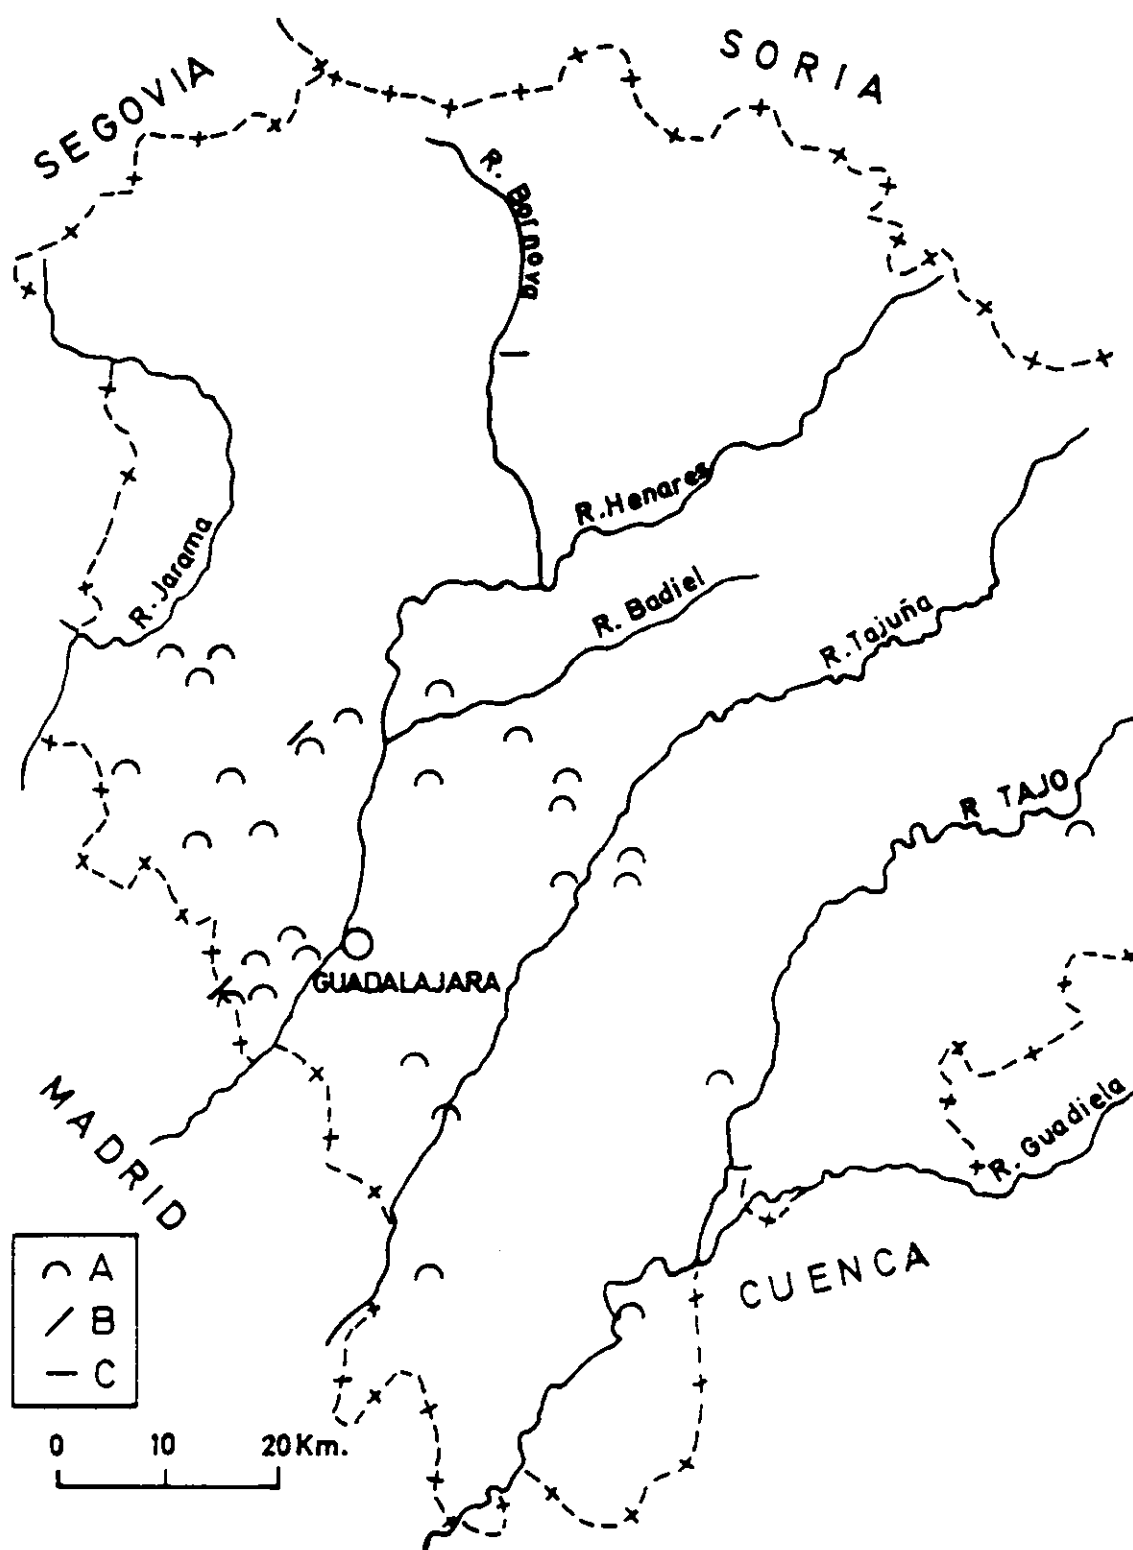 SEGOVIA
SORIA
R. Bornova
R. Henares
R. Jarama
R. Badiel
R. Tajuña
R TAJO
GUADALAJARA
R. Guadiela
MADRID
CUENCA
A
B
C
0 10 20 Km.